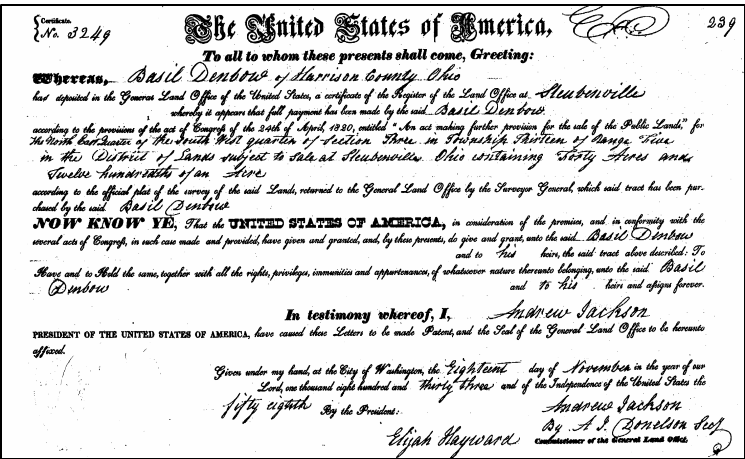 Certificate. No. 3249
The United States of America,
239
To all to whom these presents shall come, Greeting:
Whereas, Basil Denbow of Harrison County Ohio
has deposited in the General Land Office of the United States, a certificate of the Register of the Land Office at Steubenville
whereby it appears that full payment has been made by the said Basil Denbow
according to the provisions of the act of Congress of the 24th of April, 1820, entitled "An act making further provision for the sale of the Public Lands," for
the North East quarter of the South West quarter of Section Three in Township Thirteen of Range Five
in the District of Lands subject to sale at Steubenville Ohio containing Forty Acres and
Twelve hundredths of an Acre
according to the official plat of the survey of the said Lands, returned to the General Land Office by the Surveyor General, which said tract has been pur-
chased by the said Basil Denbow
NOW KNOW YE, That the UNITED STATES OF AMERICA, in consideration of the premises, and in conformity with the
several acts of Congress, in such case made and provided, have given and granted, and, by these presents, do give and grant, unto the said Basil Denbow
and to his heirs, the said tract above described: To
Have and to Hold the same, together with all the rights, privileges, immunities and appurtenances, of whatsoever nature thereunto belonging, unto the said Basil
Denbow and to his heirs and assigns forever.
In testimony whereof, I, Andrew Jackson
PRESIDENT OF THE UNITED STATES OF AMERICA, have caused these Letters to be made Patent, and the Seal of the General Land Office to be hereunto
affixed.
Given under my hand, at the City of Washington, the Eighteent day of November in the year of our
Lord, one thousand eight hundred and thirty three and of the Independence of the United States the
fifty eighth By the President: Andrew Jackson
By A J. Donelson Secy
Elijah Hayward Commissioner of the General Land Office.